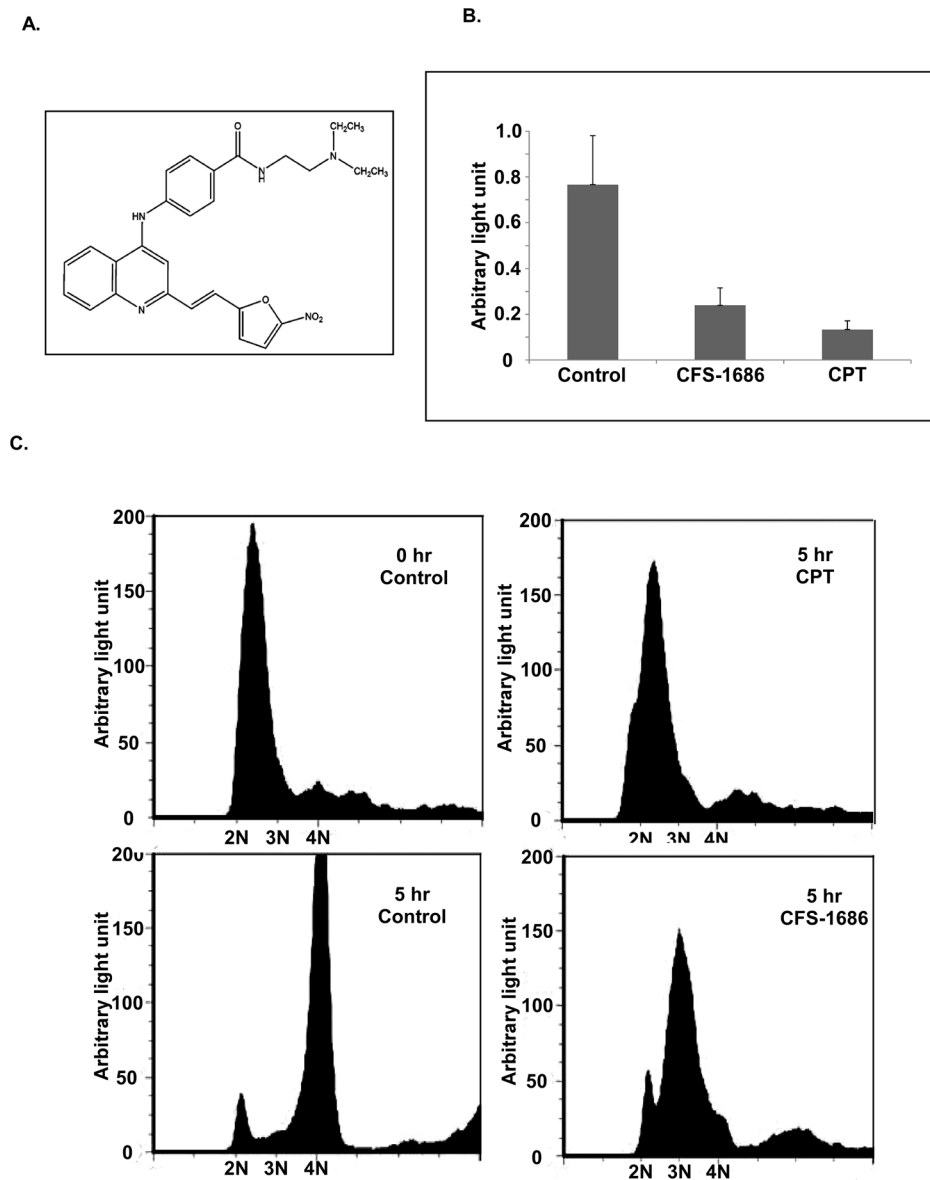 A.
B.
O
N
H
N
CH₂CH₃
CH₂CH₃
HN
N
O
NO₂
Arbitrary light unit
1.0
0.8
0.6
0.4
0.2
0
Control
CFS-1686
CPT
C.
Arbitrary light unit
200
150
100
50
0
0 hr
Control
2N 3N 4N
Arbitrary light unit
200
150
100
50
0
5 hr
CPT
2N 3N 4N
Arbitrary light unit
200
150
100
50
0
5 hr
Control
2N 3N 4N
Arbitrary light unit
200
150
100
50
0
5 hr
CFS-1686
2N 3N 4N